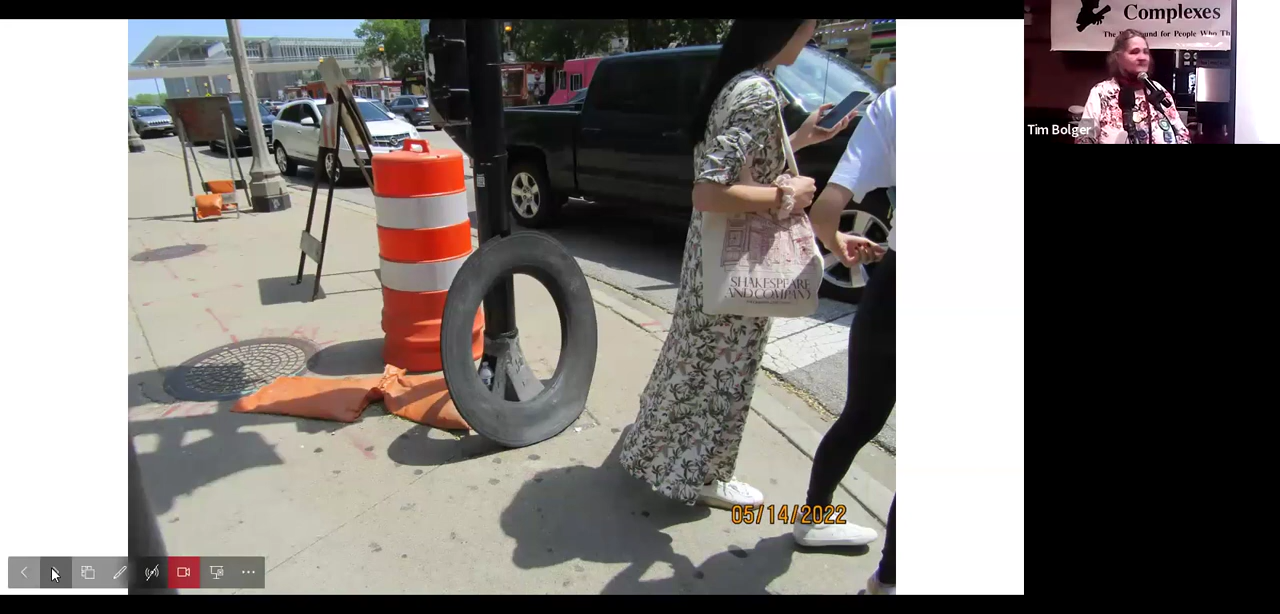 Complexes
Tim Bolger
SHAKESPEARE
AND COMPANY
05/14/2022